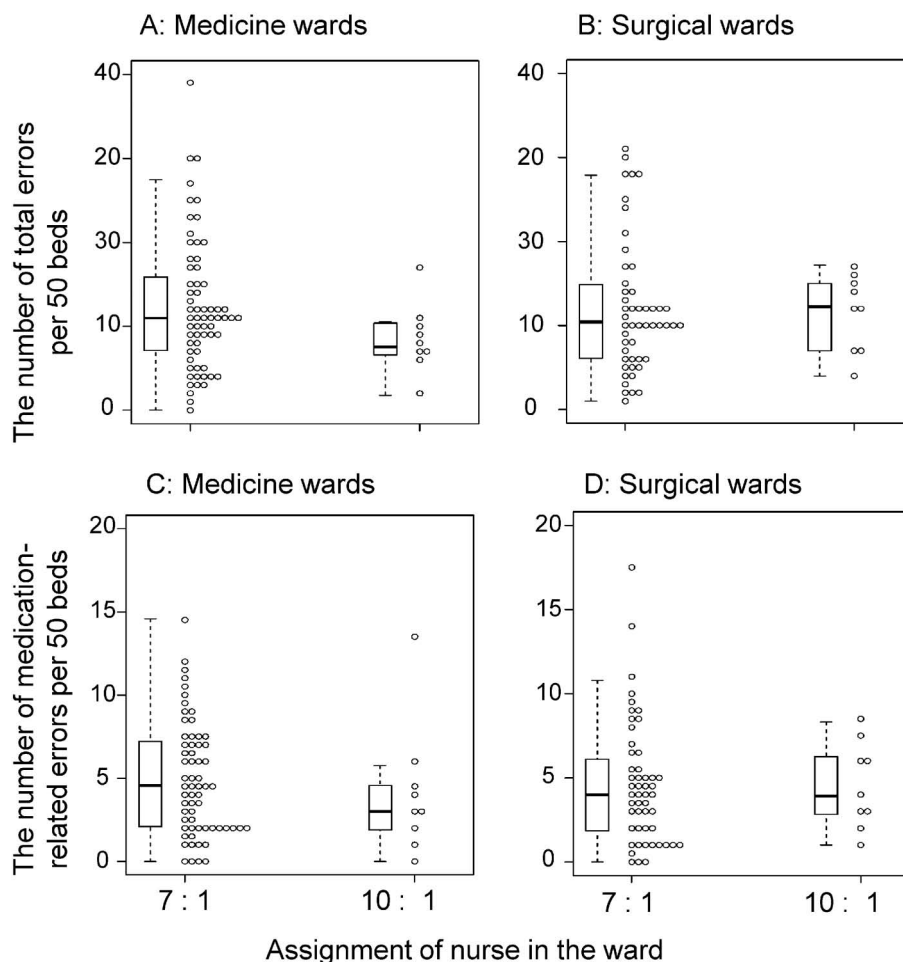 A: Medicine wards
B: Surgical wards
The number of total errors
per 50 beds
40
20
30
10
0
40
20
30
10
0
C: Medicine wards
D: Surgical wards
The number of medication-
related errors per 50 beds
20
15
10
5
0
20
15
10
5
0
7 : 1
10 : 1
7 : 1
10 : 1
Assignment of nurse in the ward